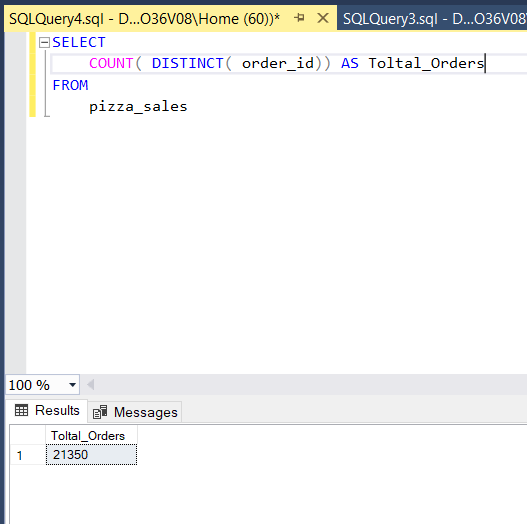 SQLQuery4.sql - D...O36V08\Home (60))* SQLQuery3.sql - D...O36V08\
SELECT
COUNT( DISTINCT( order_id)) AS Toltal_Orders
FROM
pizza_sales
100 %
Results Messages
Toltal_Orders
1 21350